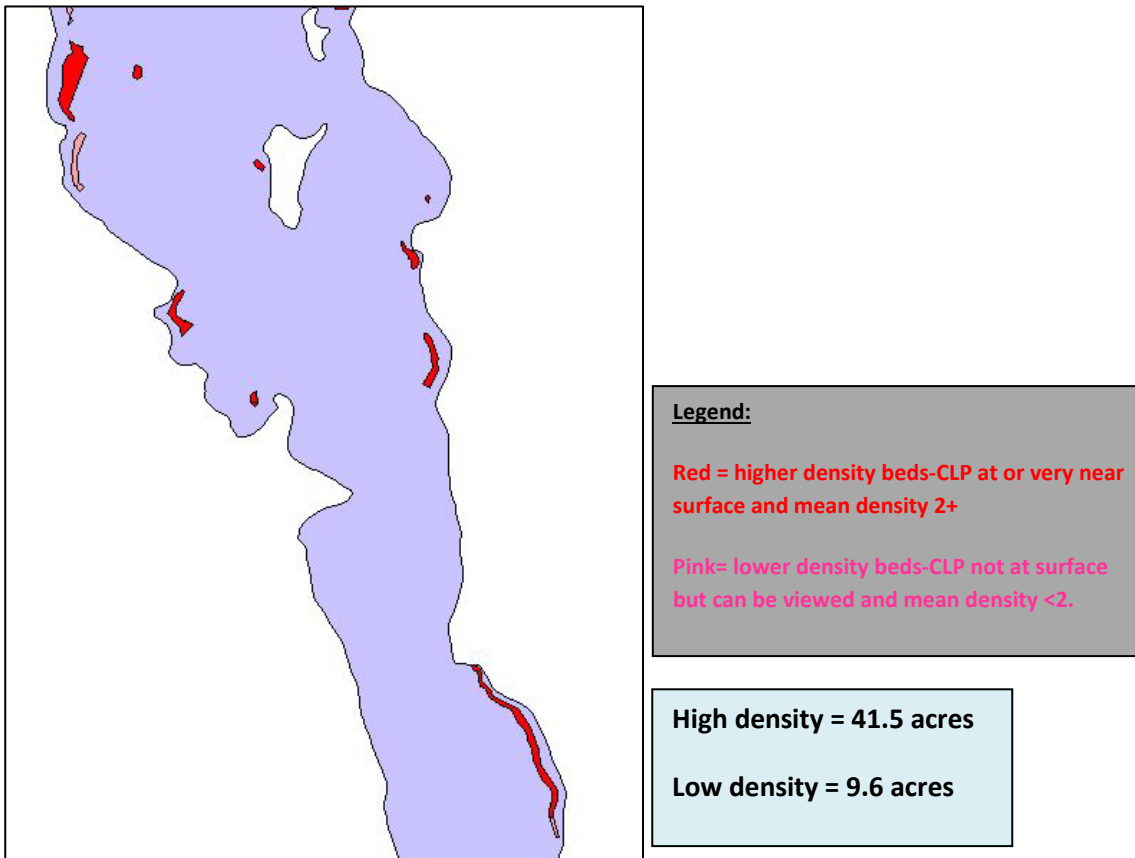 Legend:
Red = higher density beds-CLP at or very near
surface and mean density 2+
Pink= lower density beds-CLP not at surface
but can be viewed and mean density <2.
High density = 41.5 acres
Low density = 9.6 acres